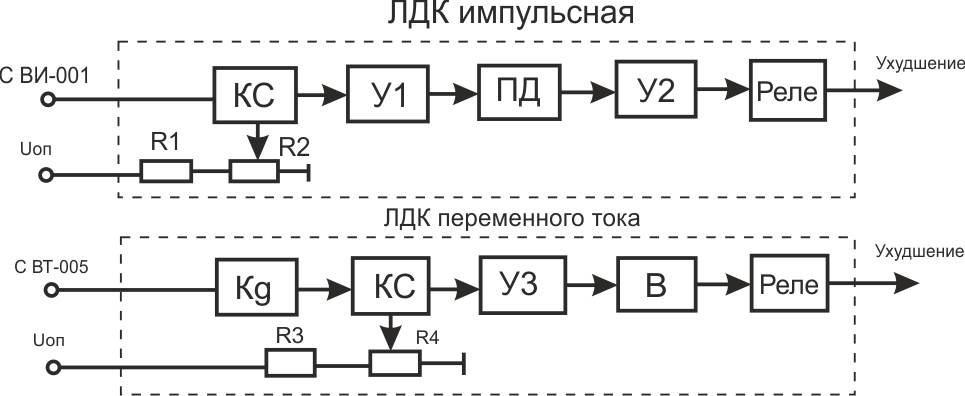 ЛДК импульсная
С ВИ-001
КС
У1
ПД
У2
Реле
Ухудшение
Uоп
R1
R2
ЛДК переменного тока
С ВТ-005
Kg
КС
У3
В
Реле
Ухудшение
Uоп
R3
R4